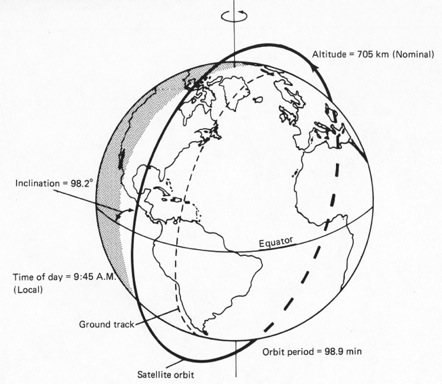 Altitude = 705 km (Nominal)
Inclination = 98.2°
Equator
Time of day = 9:45 A.M.
(Local)
Ground track
Orbit period = 98.9 min
Satellite orbit